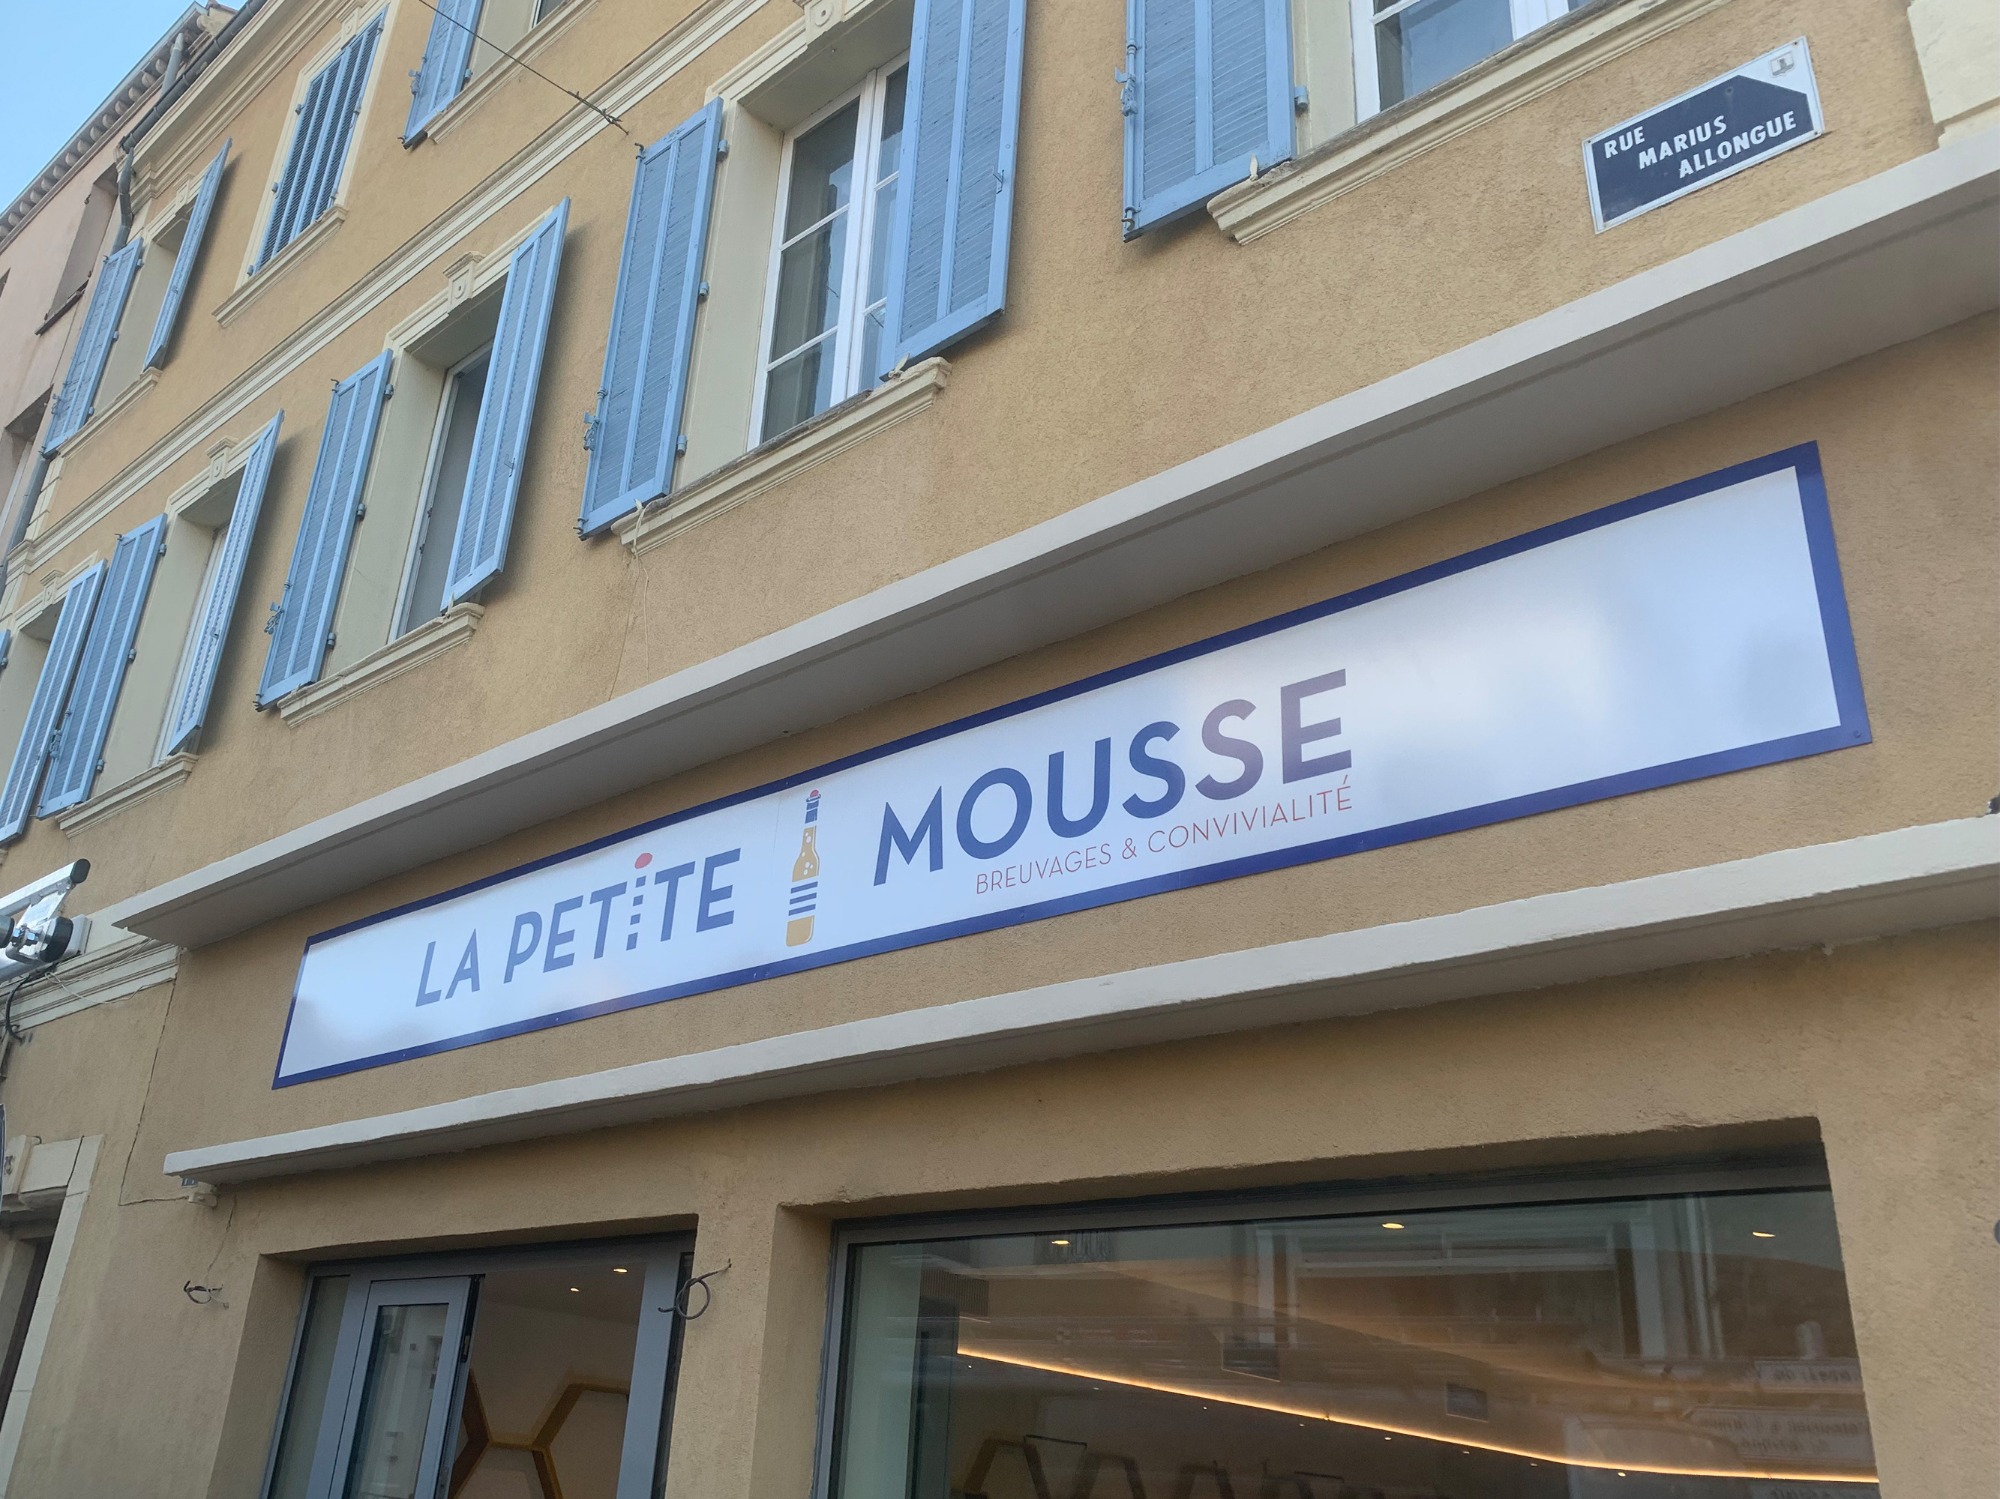 RUE
MARIUS
ALLONGUE
LA PETITE MOUSSE
BREUVAGES & CONVIVIALITÉ